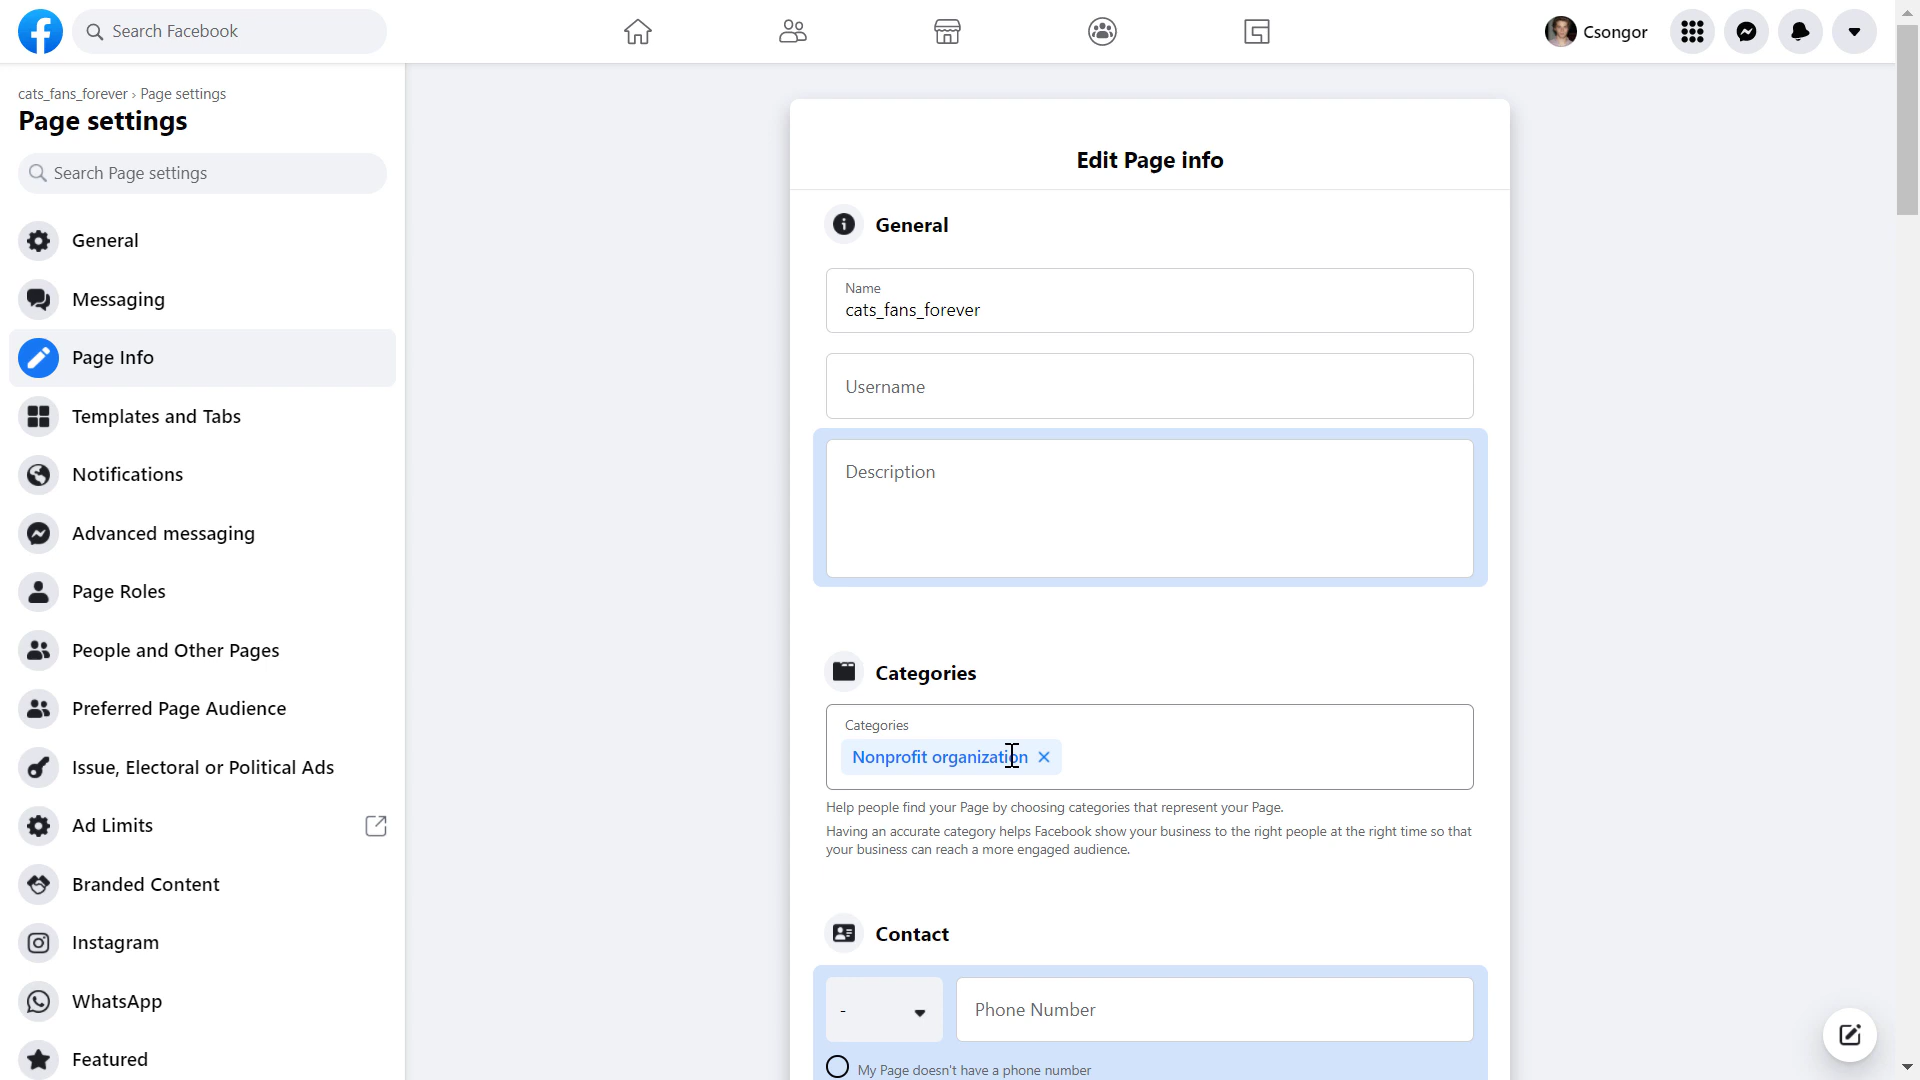 Search Facebook
Csongor
cats_fans_forever › Page settings
Page settings
Search Page settings
General
Messaging
Page Info
Templates and Tabs
Notifications
Advanced messaging
Page Roles
People and Other Pages
Preferred Page Audience
Issue, Electoral or Political Ads
Ad Limits
Branded Content
Instagram
WhatsApp
Featured
Edit Page info
General
Name
cats_fans_forever
Username
Description
Categories
Categories
Nonprofit organization
Help people find your Page by choosing categories that represent your Page.
Having an accurate category helps Facebook show your business to the right people at the right time so that
your business can reach a more engaged audience.
Contact
-
Phone Number
My Page doesn't have a phone number